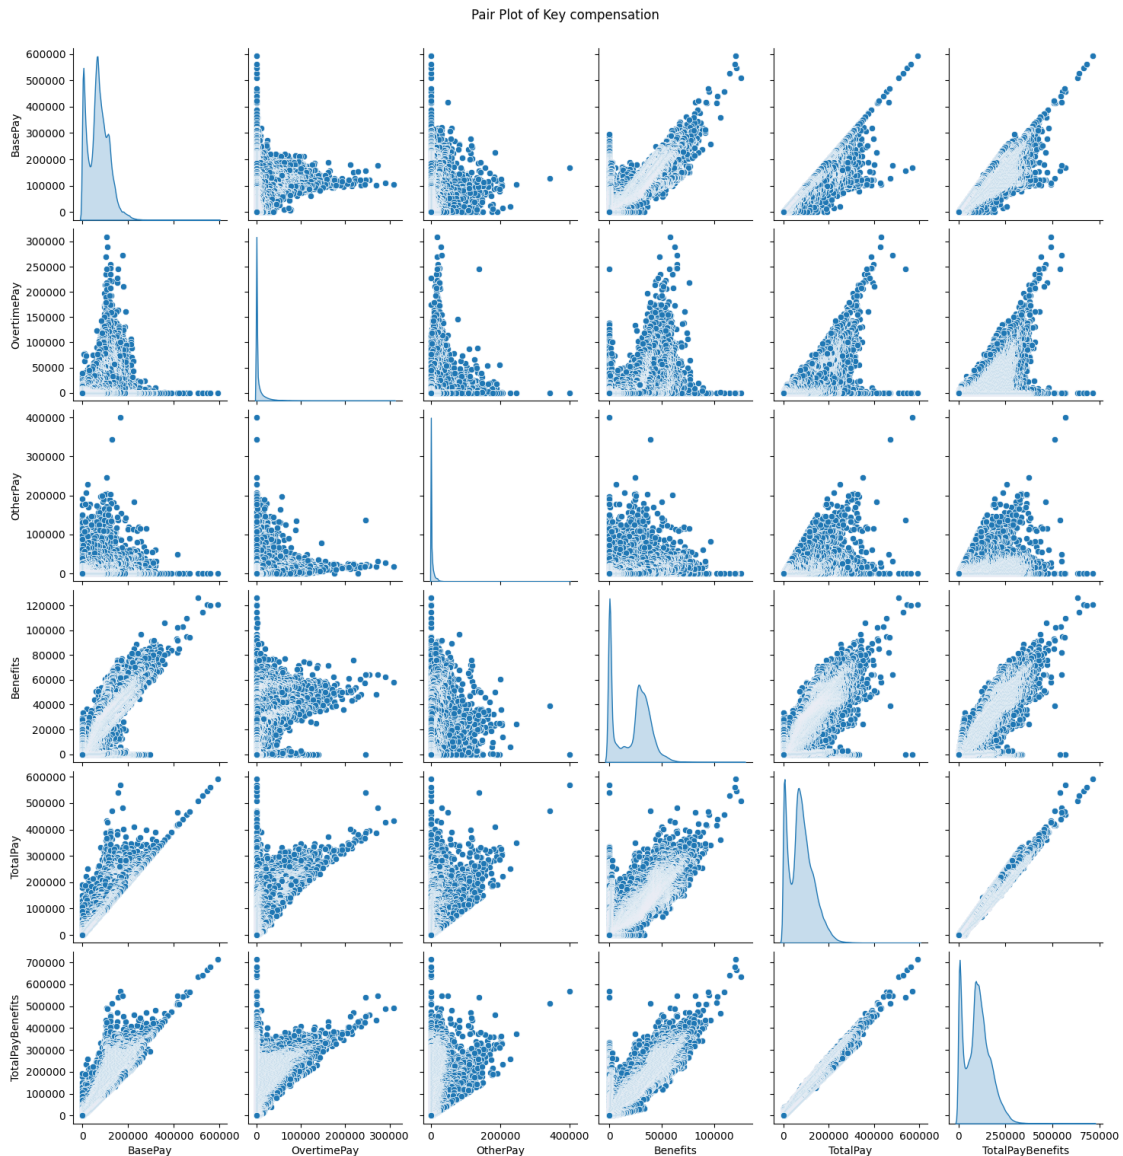 Pair Plot of Key compensation
600000
500000
400000
300000
200000
100000
0
BasePay
300000
250000
200000
150000
100000
50000
0
OvertimePay
400000
300000
200000
100000
0
OtherPay
120000
100000
80000
60000
40000
20000
0
Benefits
600000
500000
400000
300000
200000
100000
0
TotalPay
700000
600000
500000
400000
300000
200000
100000
0
TotalPayBenefits
0 200000 400000 600000
0 100000 200000 300000
0 200000 400000
0 50000 100000
0 200000 400000 600000
0 250000 500000 750000
BasePay OvertimePay OtherPay Benefits TotalPay TotalPayBenefits